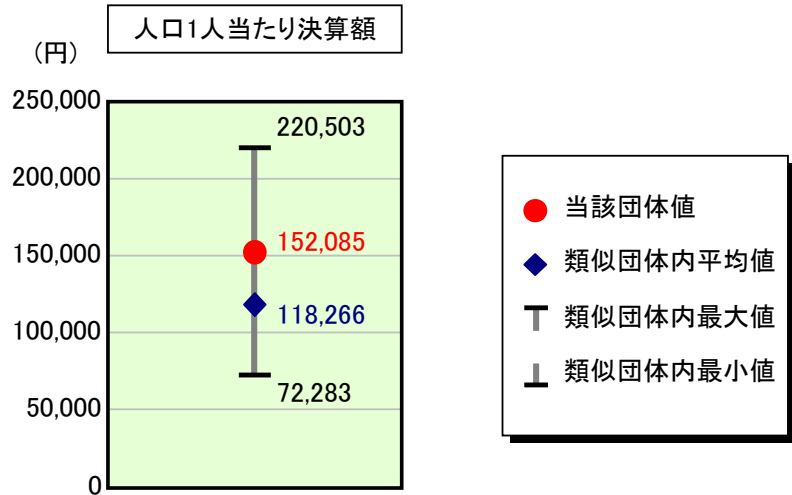 人口1人当たり決算額
（円）
250,000
220,503
200,000
152,085
150,000
118,266
100,000
72,283
50,000
0
当該団体値
類似団体内平均値
類似団体内最大値
類似団体内最小値